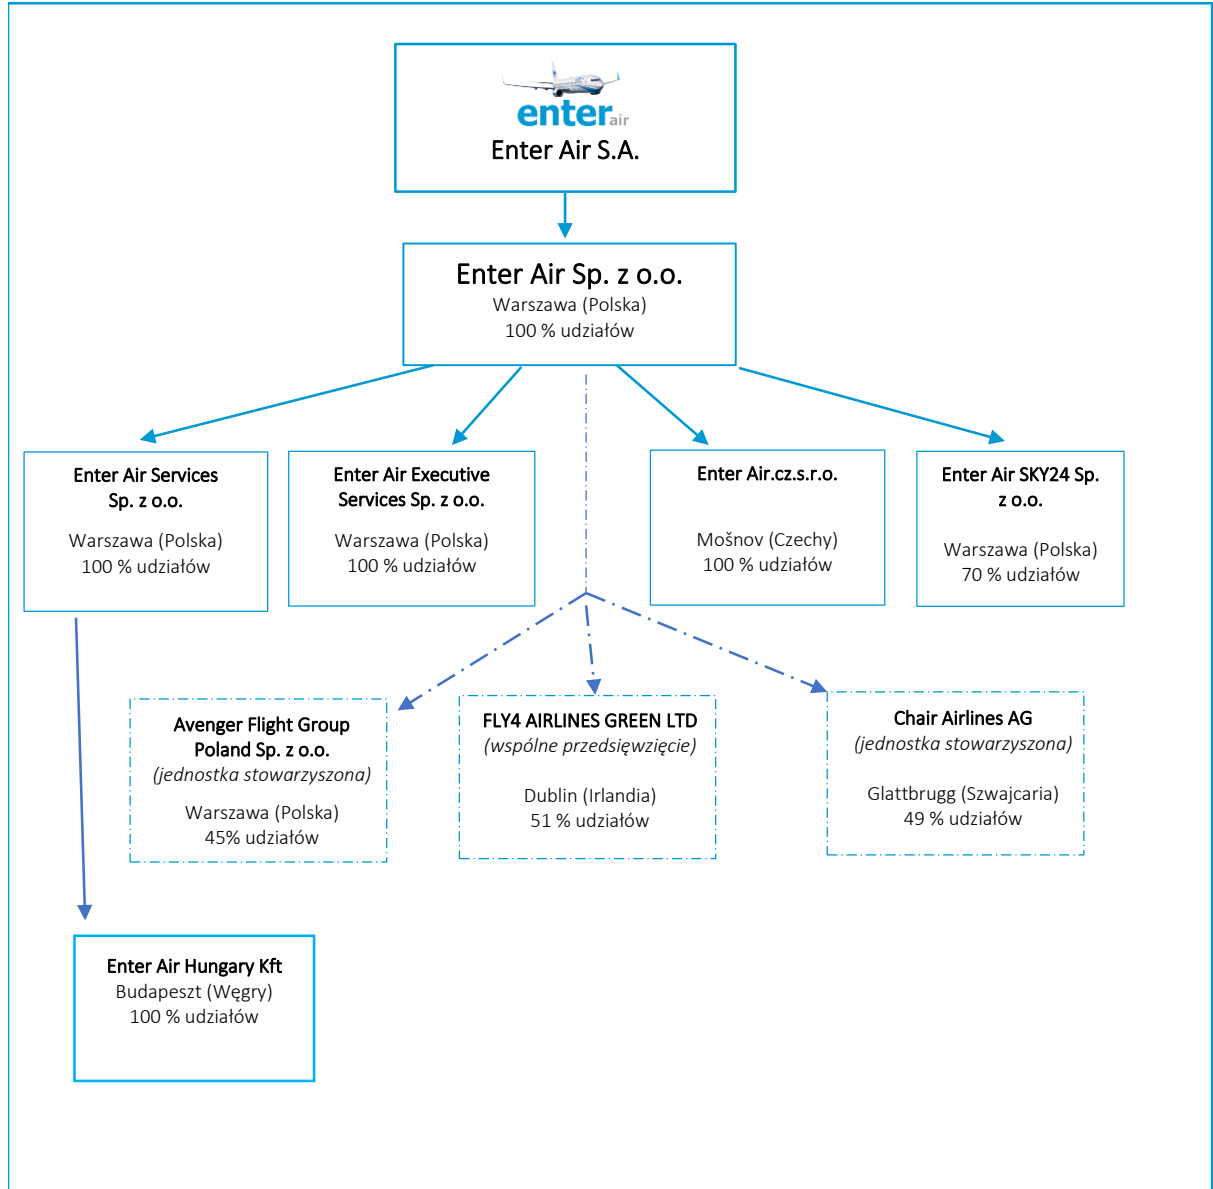 enter air
Enter Air S.A.
Enter Air Sp. z o.o.
Warszawa (Polska)
100 % udziałów
Enter Air Services
Sp. z o.o.
Warszawa (Polska)
100 % udziałów
Enter Air Executive
Services Sp. z o.o.
Warszawa (Polska)
100 % udziałów
Enter Air.cz.s.r.o.
Mošnov (Czechy)
100 % udziałów
Enter Air SKY24 Sp.
z o.o.
Warszawa (Polska)
70 % udziałów
Avenger Flight Group
Poland Sp. z o.o.
(jednostka stowarzyszona)
Warszawa (Polska)
45% udziałów
FLY4 AIRLINES GREEN LTD
(wspólne przedsięwzięcie)
Dublin (Irlandia)
51 % udziałów
Chair Airlines AG
(jednostka stowarzyszona)
Glattbrugg (Szwajcaria)
49 % udziałów
Enter Air Hungary Kft
Budapeszt (Węgry)
100 % udziałów